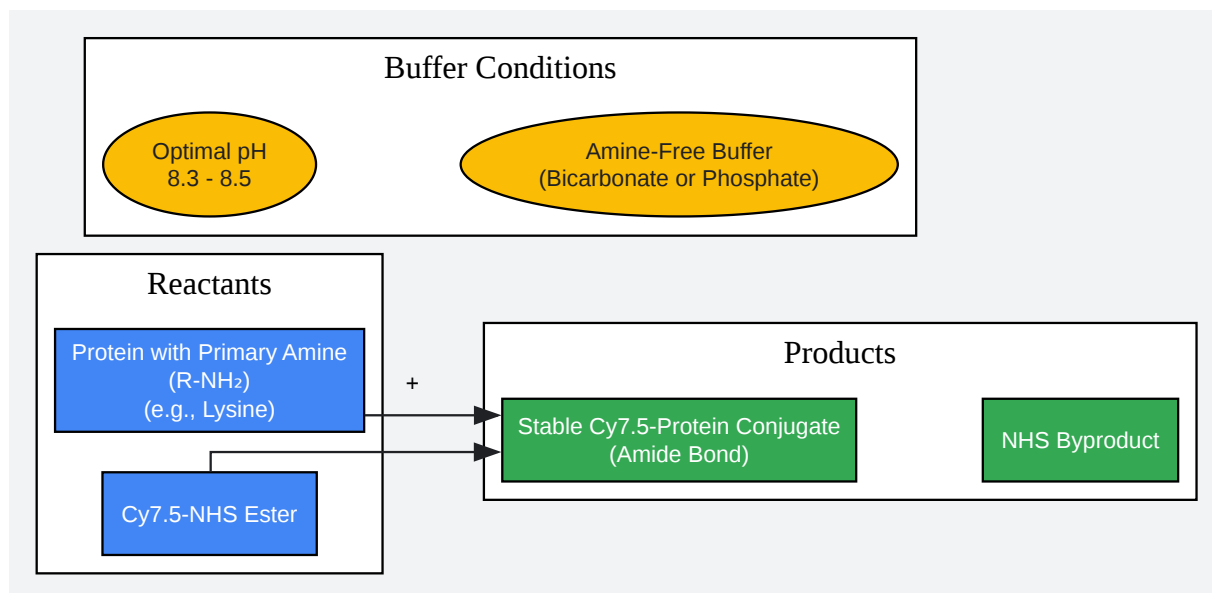 Buffer Conditions
Optimal pH
8.3 - 8.5
Amine-Free Buffer
(Bicarbonate or Phosphate)
Reactants
Protein with Primary Amine
(R-NH₂)
(e.g., Lysine)
+
Cy7.5-NHS Ester
Products
Stable Cy7.5-Protein Conjugate
(Amide Bond)
NHS Byproduct